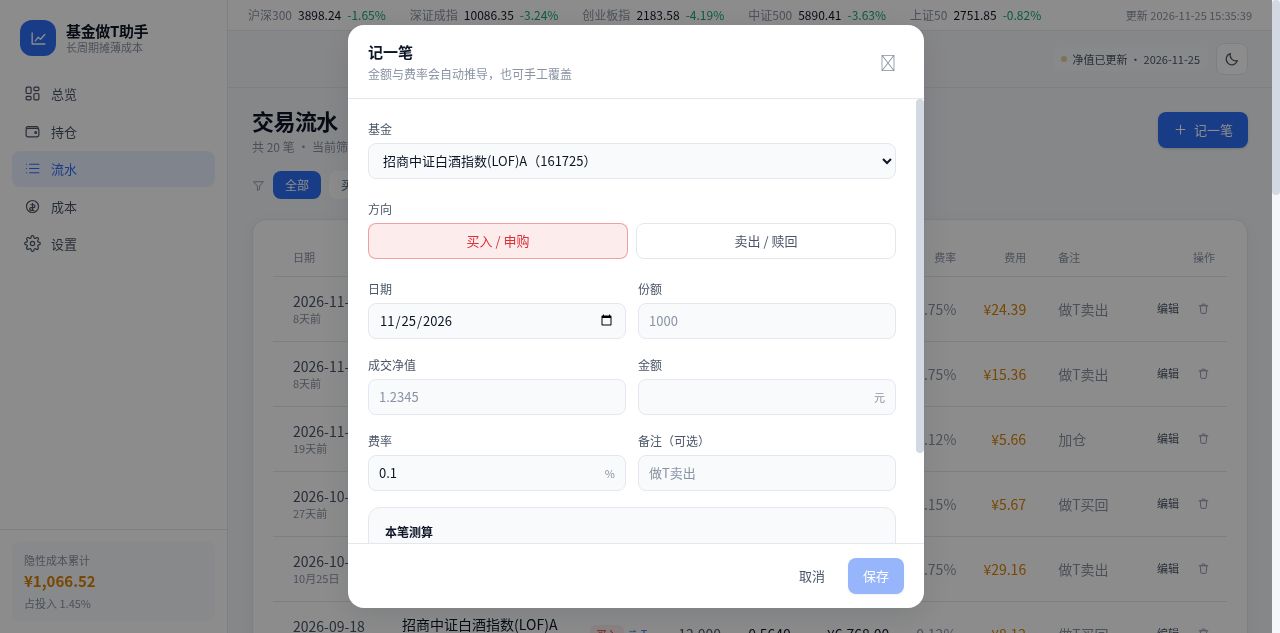 基金做T助手
长周期摊薄成本
总览
持仓
流水
成本
设置
隐性成本累计
¥1,066.52
占投入 1.45%
沪深300 3898.24 -1.65% 深证成指 10086.35 -3.24% 创业板指 2183.58 -4.19% 中证500 5890.41 -3.63% 上证50 2751.85 -0.82% 更新 2026-11-25 15:35:39
净值已更新 · 2026-11-25
交易流水
共 20 笔 · 当前筛
+ 记一笔
全部
日期 费率 费用 备注 操作
2026-11-
8天前
.75% ¥24.39 做T卖出 编辑
2026-11-
8天前
.75% ¥15.36 做T卖出 编辑
2026-11-
19天前
.12% ¥5.66 加仓 编辑
2026-10-
27天前
.15% ¥5.67 做T买回 编辑
2026-10-
10月25日
.75% ¥29.16 做T卖出 编辑
2026-09-18 招商中证白酒指数(LOF)A
记一笔
金额与费率会自动推导，也可手工覆盖
基金
招商中证白酒指数(LOF)A（161725）
方向
买入 / 申购 卖出 / 赎回
日期 份额
11/25/2026 1000
成交净值 金额
1.2345 元
费率 备注（可选）
0.1 % 做T卖出
本笔测算
取消 保存